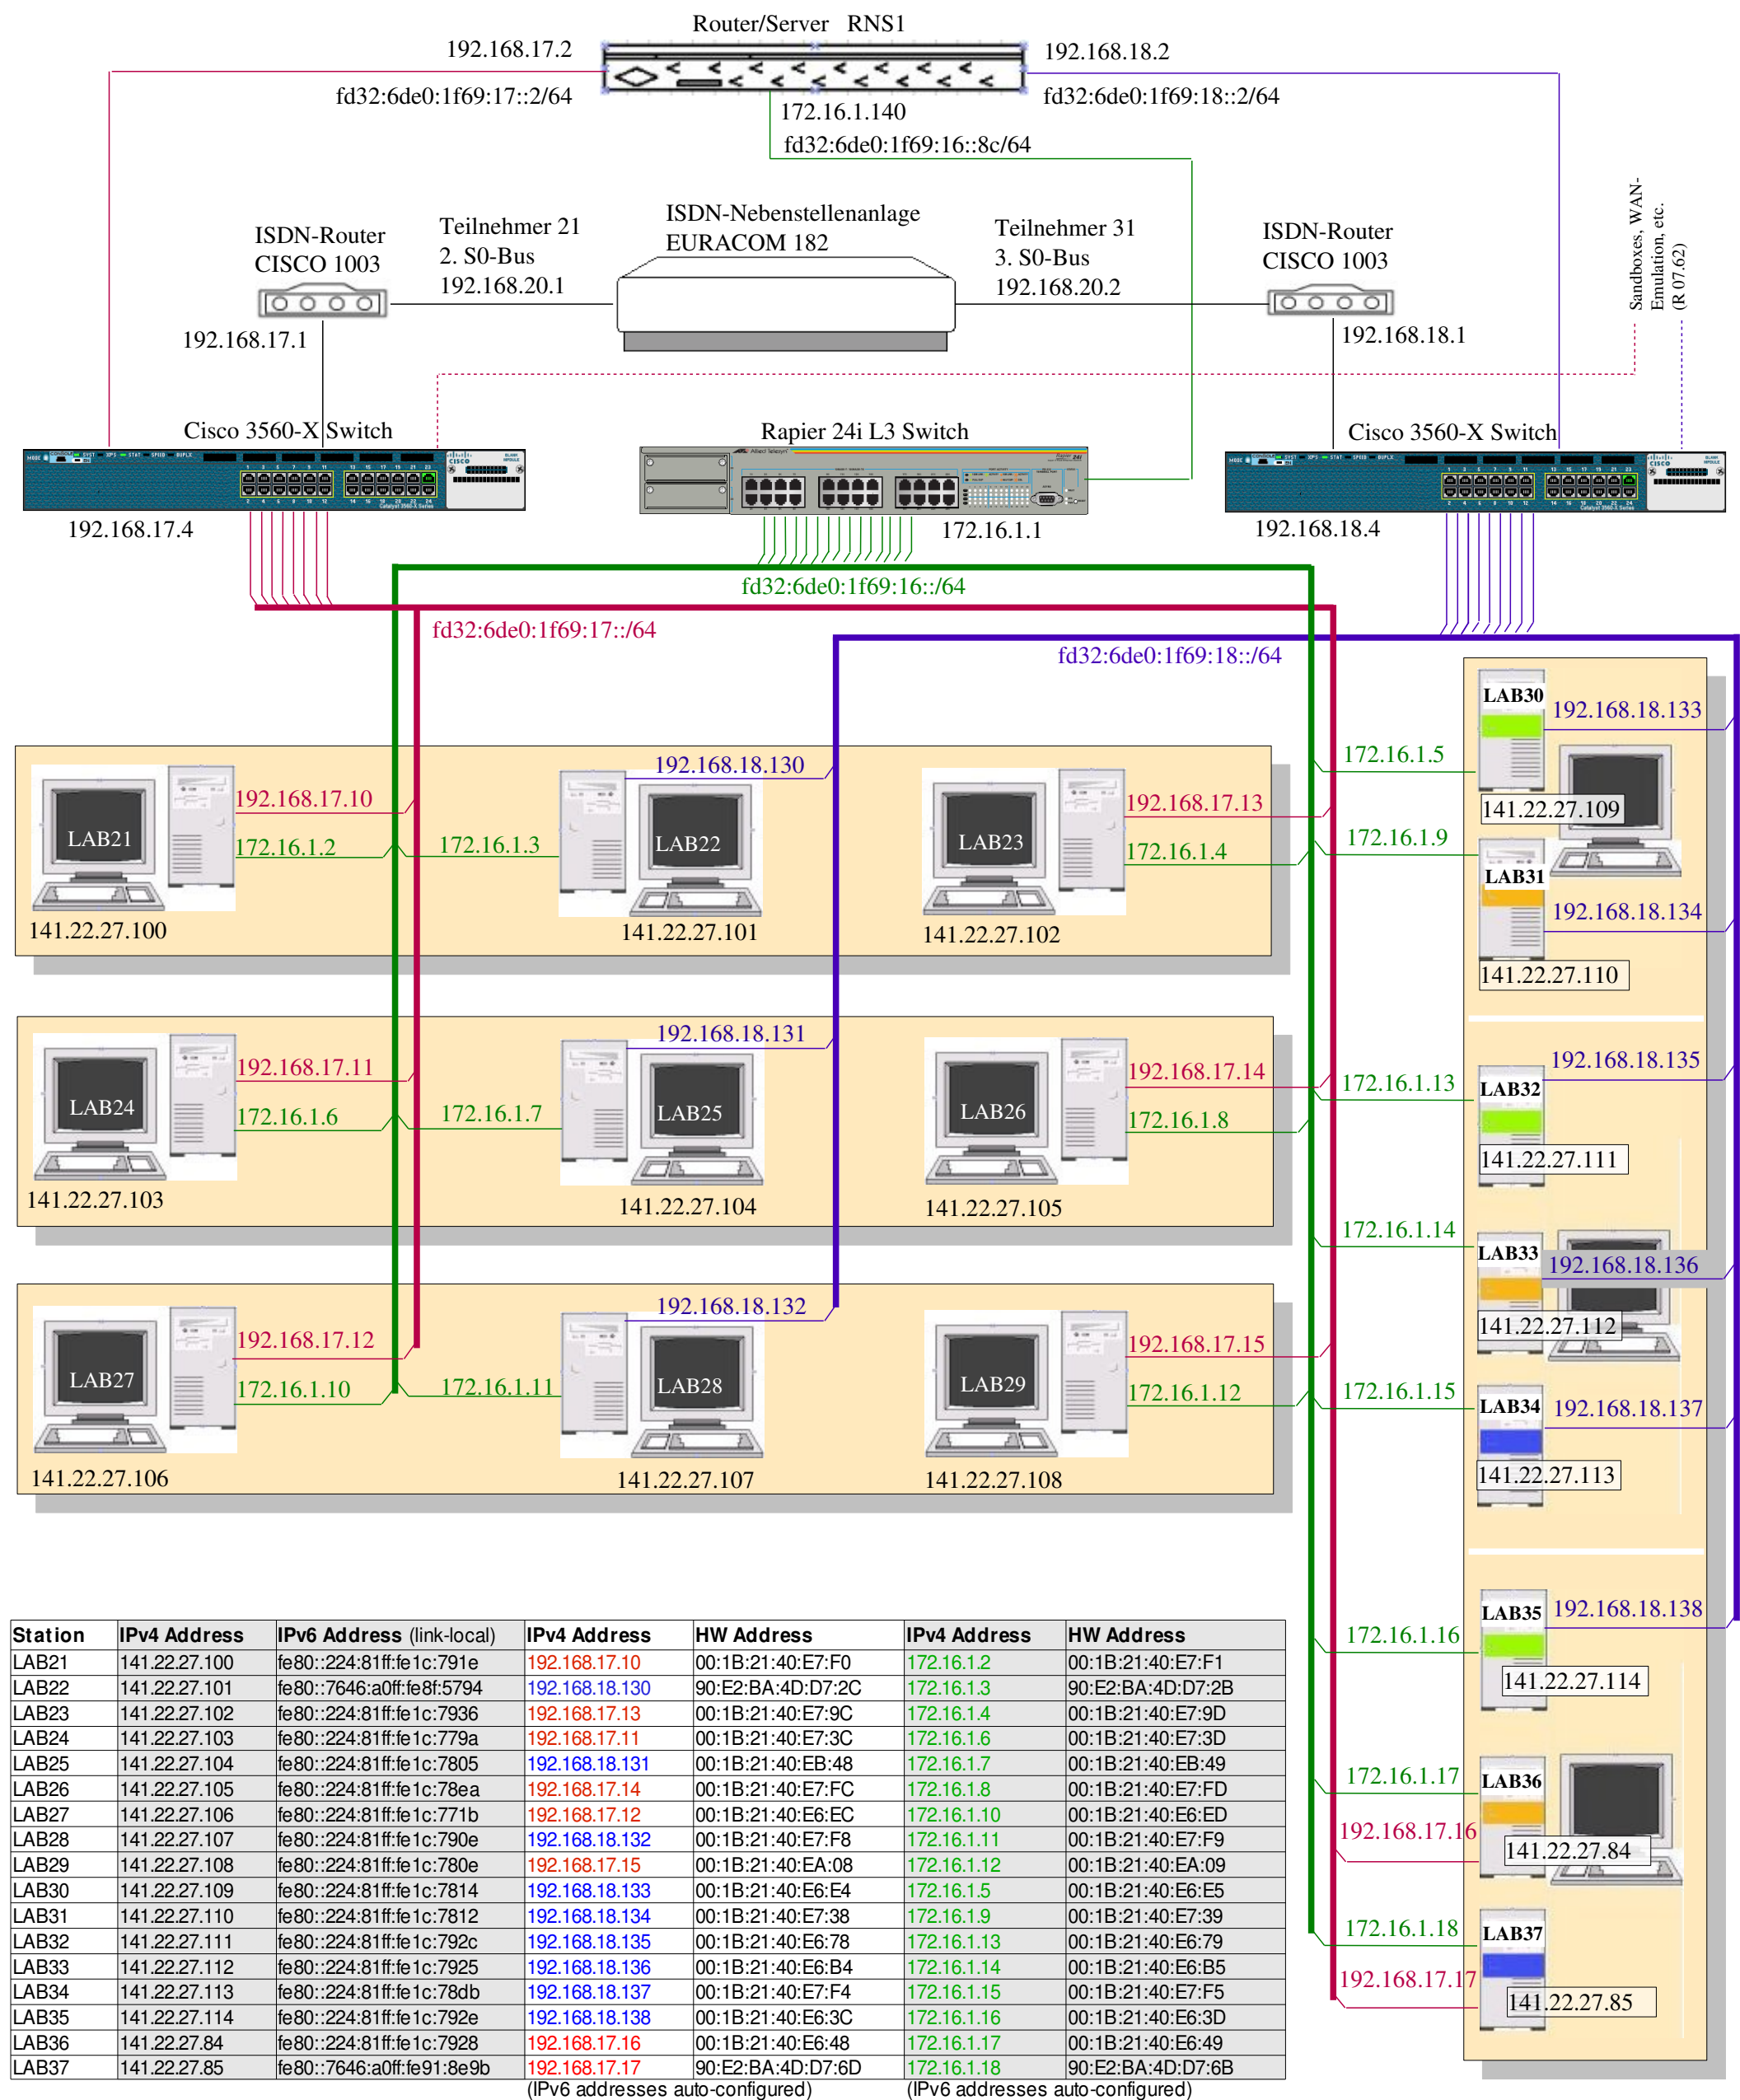 Router/Server RNS1
192.168.17.2
192.168.18.2
fd32:6de0:1f69:17::2/64
fd32:6de0:1f69:18::2/64
172.16.1.140
fd32:6de0:1f69:16::8c/64
ISDN-Router
CISCO 1003
Teilnehmer 21
2. S0-Bus
192.168.20.1
ISDN-Nebenstellenanlage
EURACOM 182
Teilnehmer 31
3. S0-Bus
192.168.20.2
ISDN-Router
CISCO 1003
Sandboxes, WAN-
Emulation, etc.
(R 07.62)
192.168.17.1
192.168.18.1
Cisco 3560-X Switch
Rapier 24i L3 Switch
Cisco 3560-X Switch
192.168.17.4
172.16.1.1
192.168.18.4
fd32:6de0:1f69:16::/64
fd32:6de0:1f69:17::/64
fd32:6de0:1f69:18::/64
LAB21
192.168.17.10
172.16.1.2
141.22.27.100
LAB22
192.168.18.130
172.16.1.3
141.22.27.101
LAB23
192.168.17.13
172.16.1.4
141.22.27.102
LAB24
192.168.17.11
172.16.1.6
141.22.27.103
LAB25
192.168.18.131
172.16.1.7
141.22.27.104
LAB26
192.168.17.14
172.16.1.8
141.22.27.105
LAB27
192.168.17.12
172.16.1.10
141.22.27.106
LAB28
192.168.18.132
172.16.1.11
141.22.27.107
LAB29
192.168.17.15
172.16.1.12
141.22.27.108
LAB30
192.168.18.133
172.16.1.5
141.22.27.109
172.16.1.9
LAB31
192.168.18.134
141.22.27.110
192.168.18.135
172.16.1.13
LAB32
141.22.27.111
172.16.1.14
LAB33
192.168.18.136
141.22.27.112
172.16.1.15
LAB34
192.168.18.137
141.22.27.113
LAB35
192.168.18.138
172.16.1.16
141.22.27.114
172.16.1.17
LAB36
192.168.17.16
141.22.27.84
172.16.1.18
LAB37
192.168.17.17
141.22.27.85
Station IPv4 Address IPv6 Address (link-local) IPv4 Address HW Address IPv4 Address HW Address
LAB21 141.22.27.100 fe80::224:81ff:fe1c:791e 192.168.17.10 00:1B:21:40:E7:F0 172.16.1.2 00:1B:21:40:E7:F1
LAB22 141.22.27.101 fe80::7646:a0ff:fe8f:5794 192.168.18.130 90:E2:BA:4D:D7:2C 172.16.1.3 90:E2:BA:4D:D7:2B
LAB23 141.22.27.102 fe80::224:81ff:fe1c:7936 192.168.17.13 00:1B:21:40:E7:9C 172.16.1.4 00:1B:21:40:E7:9D
LAB24 141.22.27.103 fe80::224:81ff:fe1c:779a 192.168.17.11 00:1B:21:40:E7:3C 172.16.1.6 00:1B:21:40:E7:3D
LAB25 141.22.27.104 fe80::224:81ff:fe1c:7805 192.168.18.131 00:1B:21:40:EB:48 172.16.1.7 00:1B:21:40:EB:49
LAB26 141.22.27.105 fe80::224:81ff:fe1c:78ea 192.168.17.14 00:1B:21:40:E7:FC 172.16.1.8 00:1B:21:40:E7:FD
LAB27 141.22.27.106 fe80::224:81ff:fe1c:771b 192.168.17.12 00:1B:21:40:E6:EC 172.16.1.10 00:1B:21:40:E6:ED
LAB28 141.22.27.107 fe80::224:81ff:fe1c:790e 192.168.18.132 00:1B:21:40:E7:F8 172.16.1.11 00:1B:21:40:E7:F9
LAB29 141.22.27.108 fe80::224:81ff:fe1c:780e 192.168.17.15 00:1B:21:40:EA:08 172.16.1.12 00:1B:21:40:EA:09
LAB30 141.22.27.109 fe80::224:81ff:fe1c:7814 192.168.18.133 00:1B:21:40:E6:E4 172.16.1.5 00:1B:21:40:E6:E5
LAB31 141.22.27.110 fe80::224:81ff:fe1c:7812 192.168.18.134 00:1B:21:40:E7:38 172.16.1.9 00:1B:21:40:E7:39
LAB32 141.22.27.111 fe80::224:81ff:fe1c:792c 192.168.18.135 00:1B:21:40:E6:78 172.16.1.13 00:1B:21:40:E6:79
LAB33 141.22.27.112 fe80::224:81ff:fe1c:7925 192.168.18.136 00:1B:21:40:E6:B4 172.16.1.14 00:1B:21:40:E6:B5
LAB34 141.22.27.113 fe80::224:81ff:fe1c:78db 192.168.18.137 00:1B:21:40:E7:F4 172.16.1.15 00:1B:21:40:E7:F5
LAB35 141.22.27.114 fe80::224:81ff:fe1c:792e 192.168.18.138 00:1B:21:40:E6:3C 172.16.1.16 00:1B:21:40:E6:3D
LAB36 141.22.27.84 fe80::224:81ff:fe1c:7928 192.168.17.16 00:1B:21:40:E6:48 172.16.1.17 00:1B:21:40:E6:49
LAB37 141.22.27.85 fe80::7646:a0ff:fe91:8e9b 192.168.17.17 90:E2:BA:4D:D7:6D 172.16.1.18 90:E2:BA:4D:D7:6B
(IPv6 addresses auto-configured) (IPv6 addresses auto-configured)